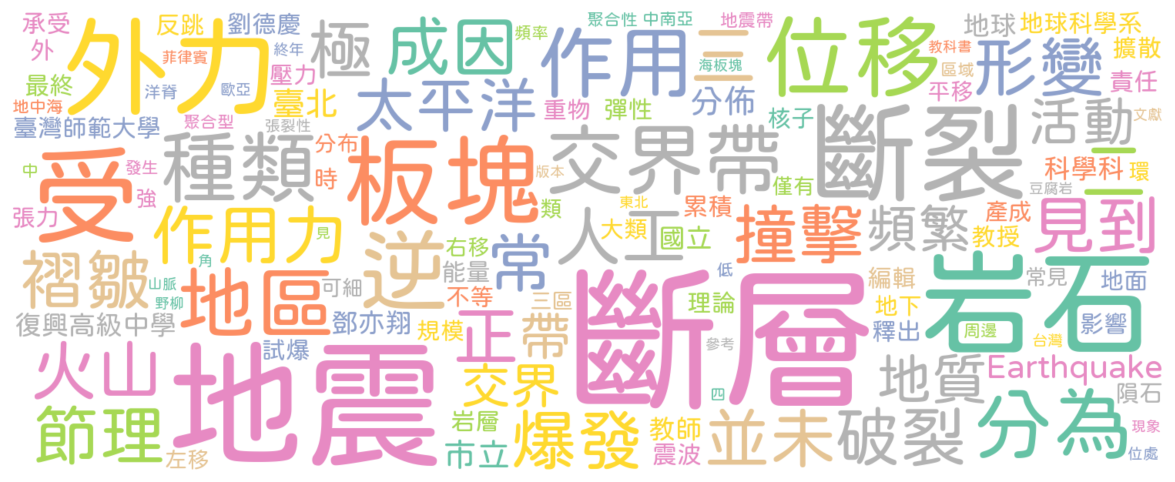 承受
外
外力
反跳
菲律賓
劉德慶
終年
極
成因
頻率
聚合性
中南亞
作用
三
地震帶
海板塊
位移
教科書
地球
地球科學系
區域
形變
擴散
最終
地中海
洋脊
歐亞
壓力
臺北
太平洋
重物
彈性
分佈
核子
平移
責任
臺灣師範大學
聚合型
張裂性
中
發生
受
強
張力
種類
分布
時
板塊
版本
類
交界帶
東北
僅有
斷裂
活動
文獻
科學科
二
環
豆腐岩
作用力
見
角
逆
右移
常
大類
人工
國立
累積
撞擊
頻繁
產成
教授
見到
褶皺
山脈
野柳
地區
可細
能量
不等
三區
斷層
低
理論
編輯
地下
岩石
常見
地面
復興高級中學
試爆
鄧亦翔
規模
正
帶
參考
釋出
周邊
影響
台灣
火山
地震
交界
四
地質
Earthquake
隕石
節理
左移
岩層
市立
爆發
教師
震波
並未
破裂
分為
現象
位處